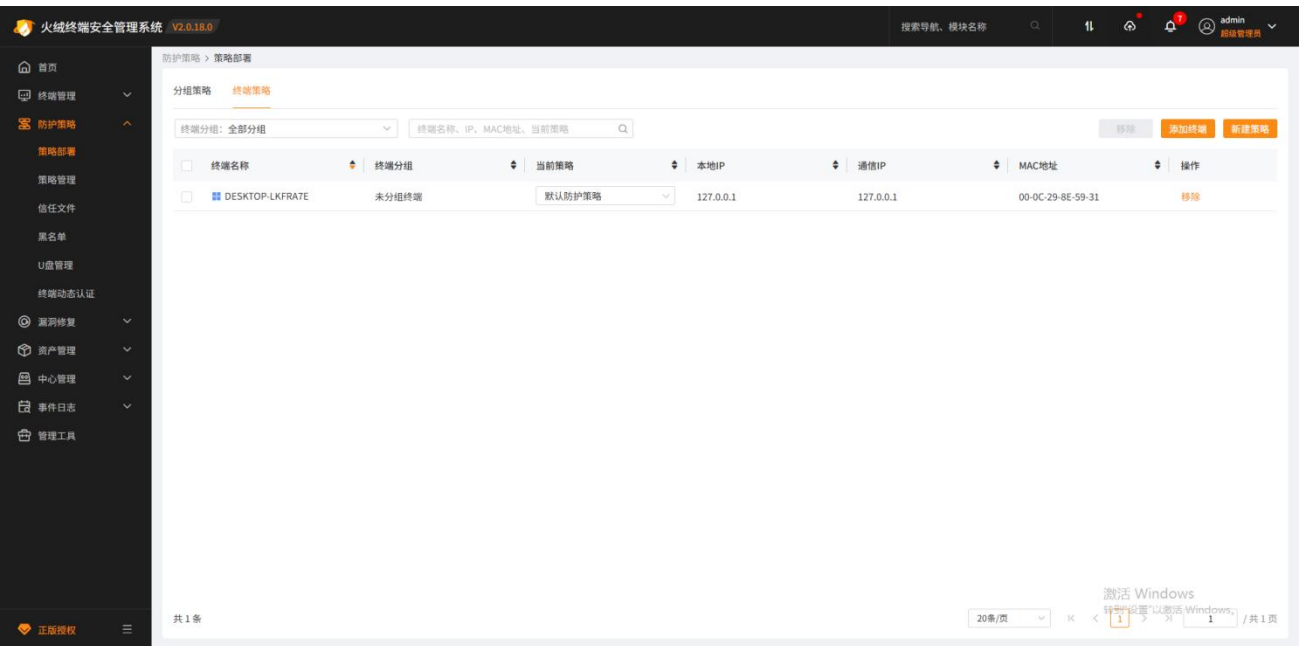 火绒终端安全管理系统 V2.0.18.0
搜索导航、模块名称
7
admin
超级管理员
首页
终端管理
防护策略
策略部署
策略管理
信任文件
黑名单
U盘管理
终端动态认证
漏洞修复
资产管理
中心管理
事件日志
管理工具
正版授权
防护策略 > 策略部署
分组策略 终端策略
终端分组：全部分组 终端名称、IP、MAC地址、当前策略 移除 添加终端 新建策略
终端名称 终端分组 当前策略 本地IP 通信IP MAC地址 操作
DESKTOP-LKFRA7E 未分组终端 默认防护策略 127.0.0.1 127.0.0.1 00-0C-29-8E-59-31 移除
激活 Windows
转到"设置"以激活 Windows。
共 1 条 20条/页 1 1 / 共 1 页